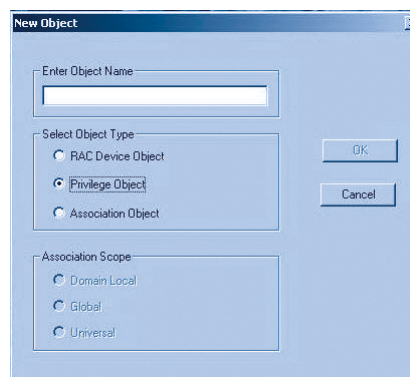 New Object
Enter Object Name
Select Object Type
RAC Device Object
Privilege Object
Association Object
OK
Cancel
Association Scope
Domain Local
Global
Universal